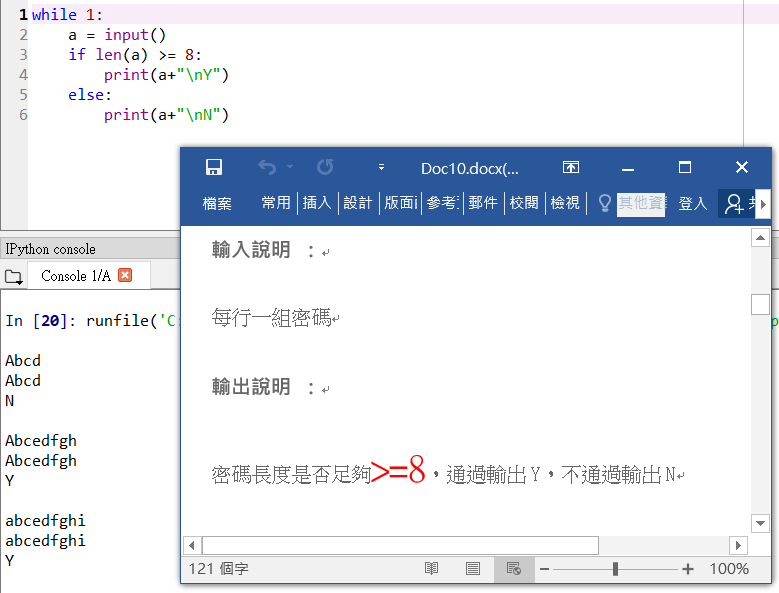 1 while 1:
2 a = input()
3 if len(a) >= 8:
4 print(a+"\nY")
5 else:
6 print(a+"\nN")
Doc10.docx(...
檔案 常用 插入 設計 版面 參考 郵件 校閱 檢視 其他資 登入
輸入說明 :
每行一組密碼
輸出說明 :
密碼長度是否足夠>=8，通過輸出Y，不通過輸出N
121 個字 100%
IPython console
Console 1/A
In [20]: runfile('C:
Abcd
Abcd
N
Abcedfgh
Abcedfgh
Y
abcedfghi
abcedfghi
Y